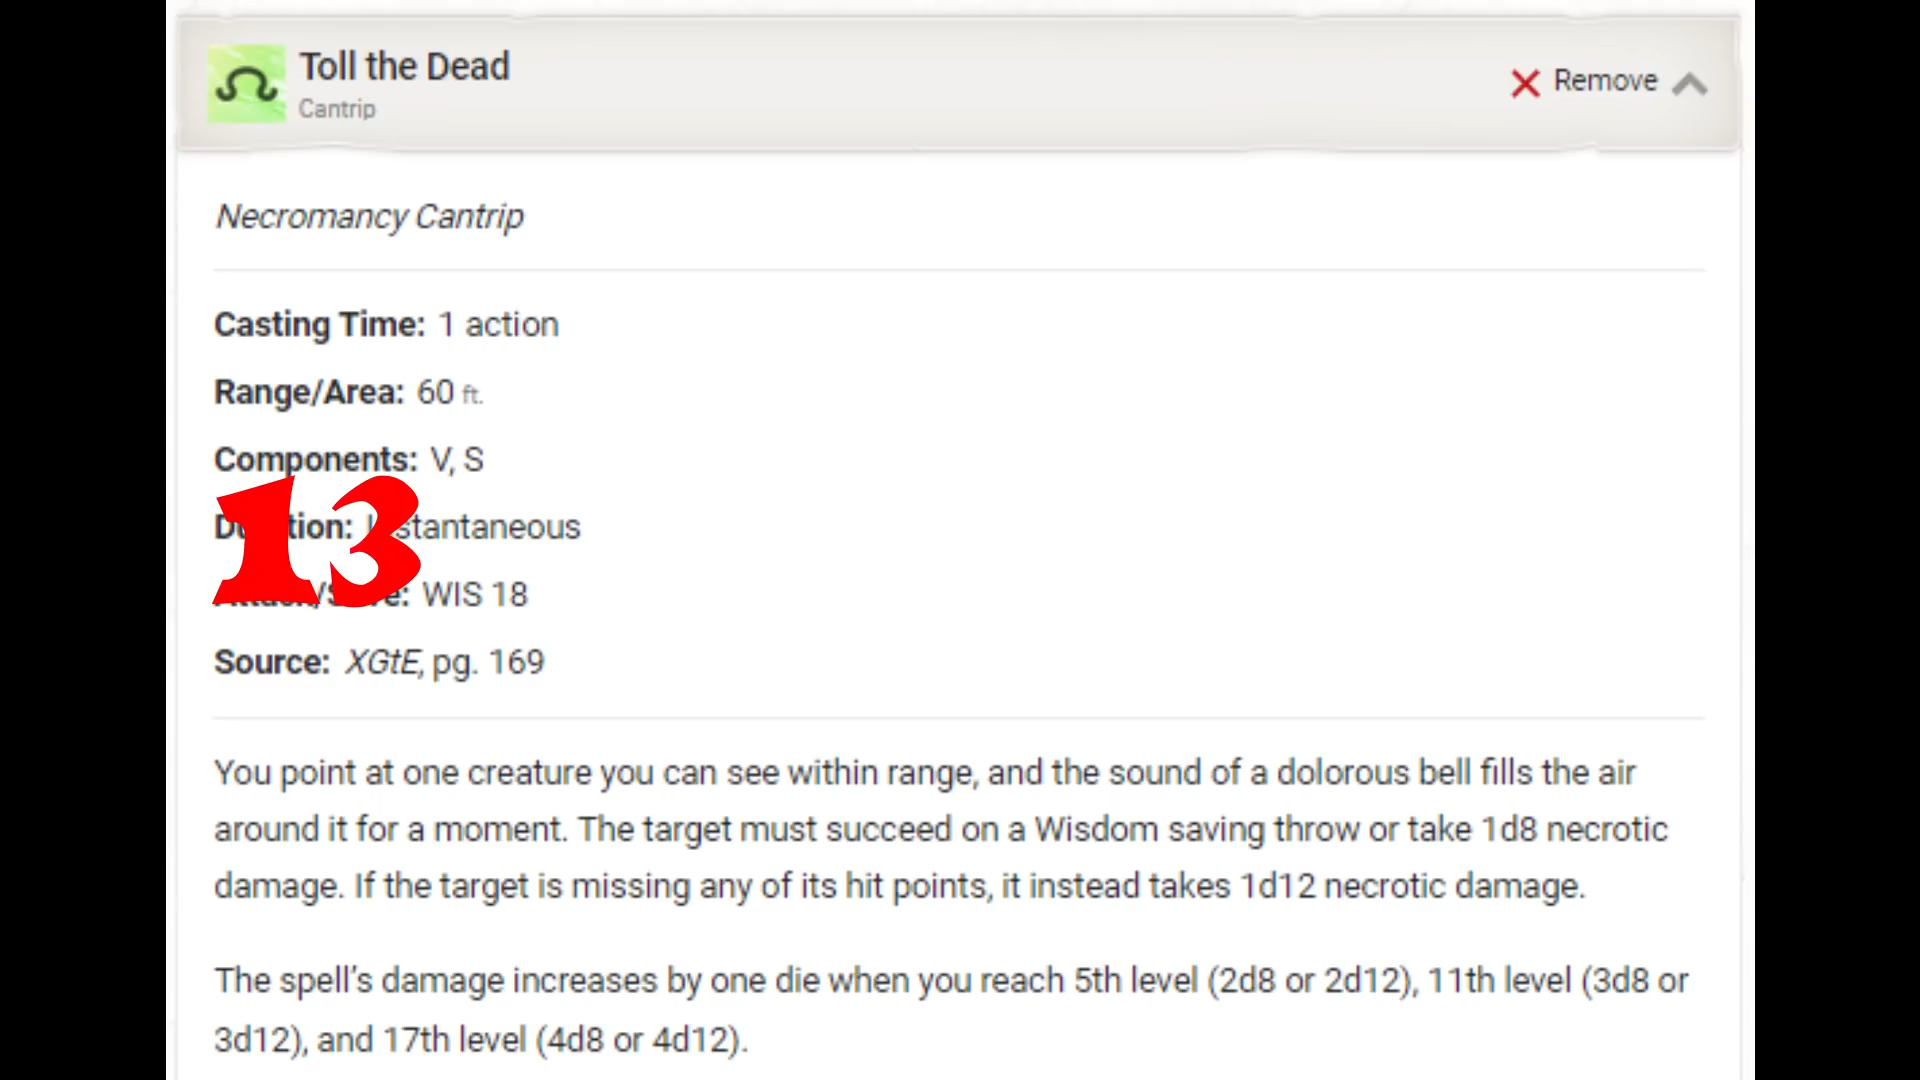 Toll the Dead
Cantrip
Remove
Necromancy Cantrip
Casting Time: 1 action
Range/Area: 60 ft.
Components: V, S
13
Duration: Instantaneous
Attack/Save: WIS 18
Source: XGtE, pg. 169
You point at one creature you can see within range, and the sound of a dolorous bell fills the air
around it for a moment. The target must succeed on a Wisdom saving throw or take 1d8 necrotic
damage. If the target is missing any of its hit points, it instead takes 1d12 necrotic damage.
The spell’s damage increases by one die when you reach 5th level (2d8 or 2d12), 11th level (3d8 or
3d12), and 17th level (4d8 or 4d12).